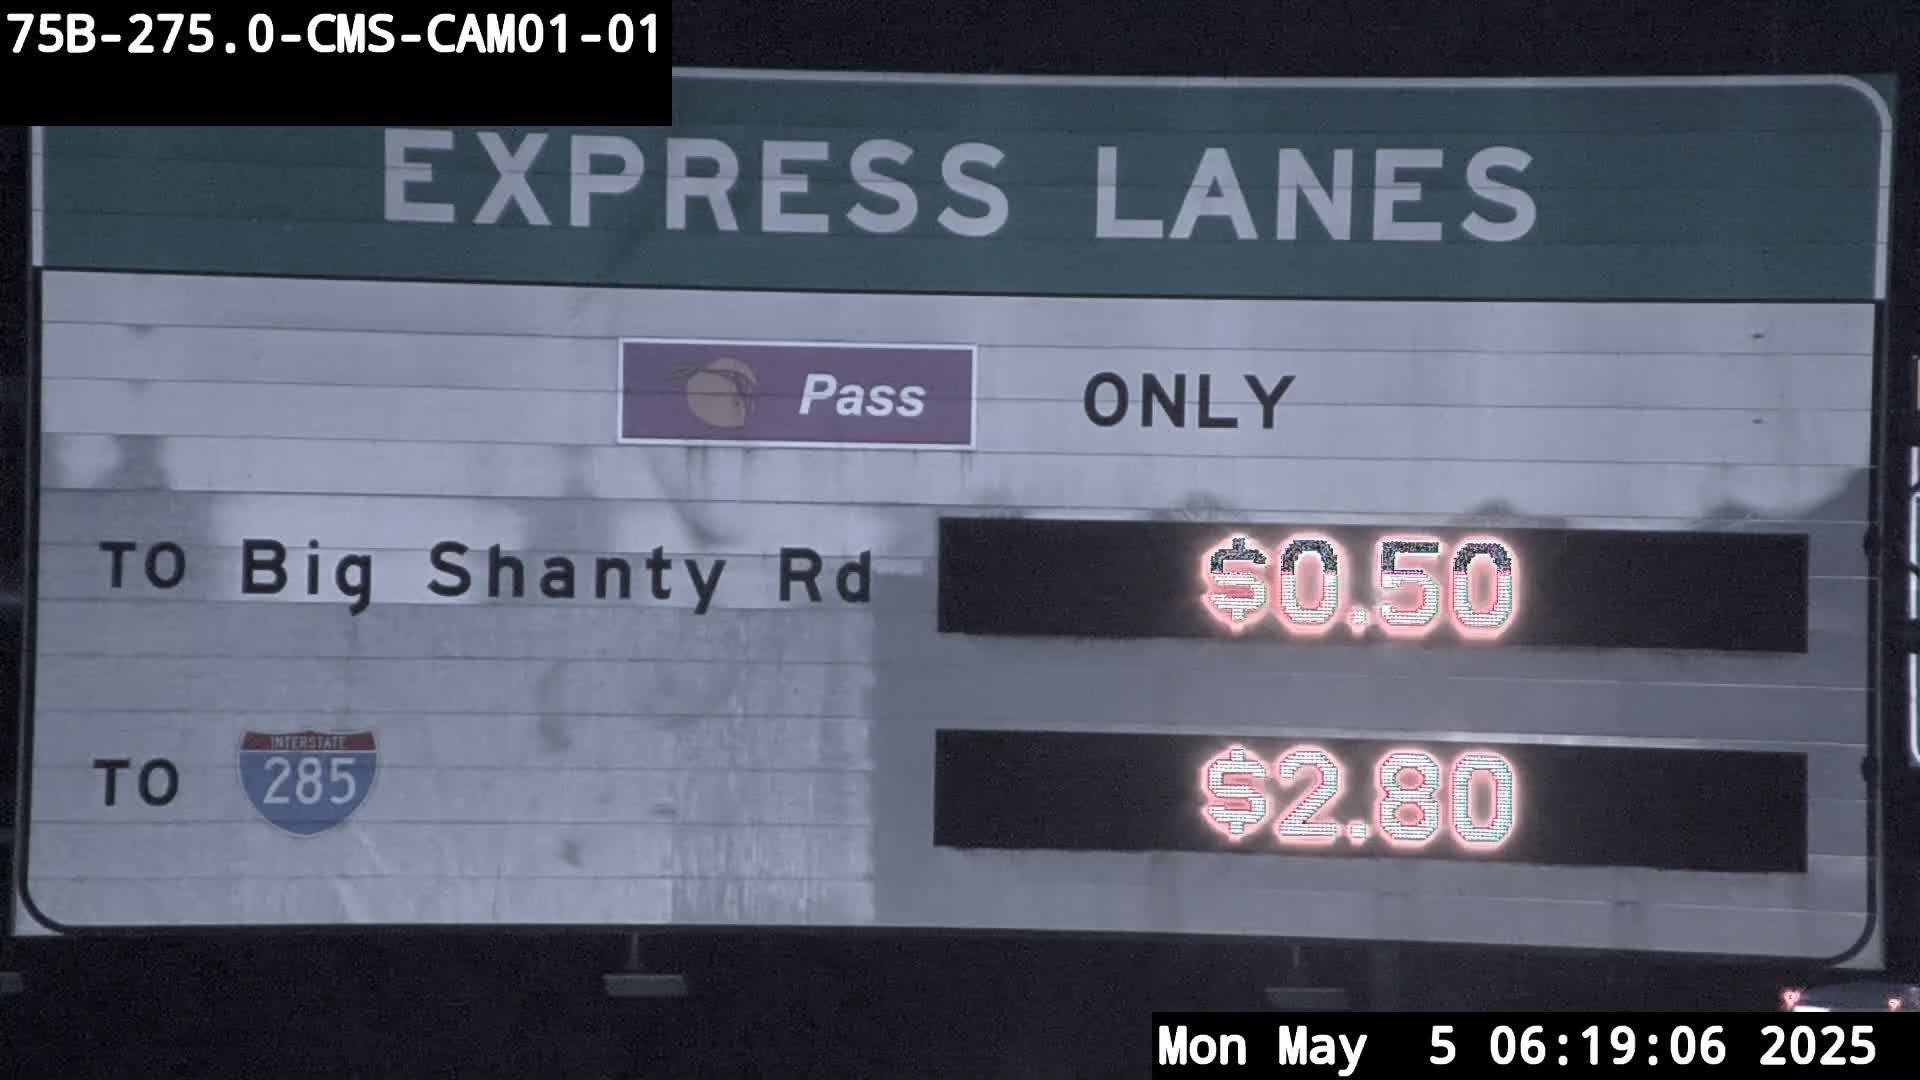 75B-275.0-CMS-CAM01-01
EXPRESS LANES
Pass ONLY
TO Big Shanty Rd $0.50
TO INTERSTATE 285 $2.80
Mon May 5 06:19:06 2025